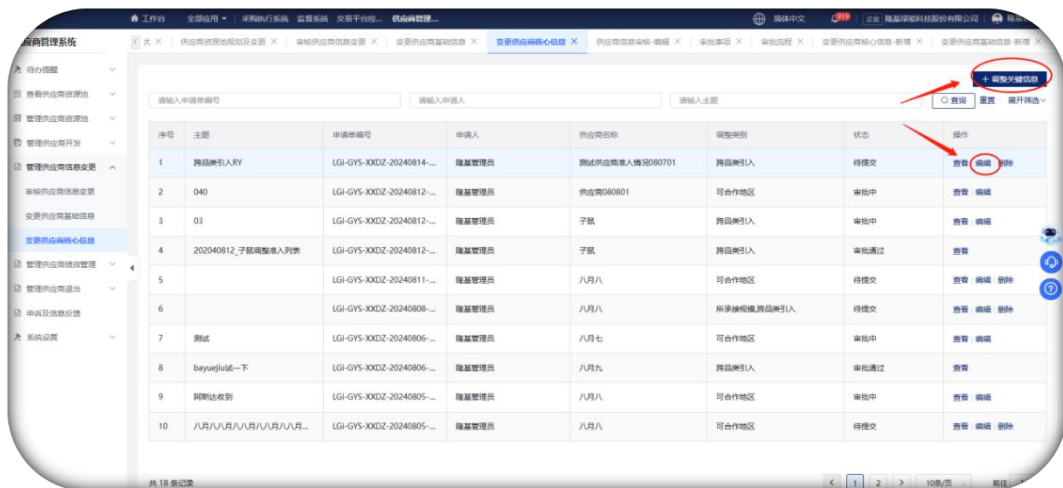 工作台 全部应用 采购执行系统 监督系统 交易平台控... 供应商管理... 简体中文 919 企业 隆基绿能科技股份有限公司
应商管理系统
供应商资源池规划及变更 × 审核供应商信息变更 × 变更供应商基础信息 × 变更供应商核心信息 × 供应商信息审核-编辑 × 审批事项 × 审批流程 × 变更供应商核心信息-新增 × 变更供应商基础信息-新增 ×
待办提醒
查看供应商资源池
管理供应商资源池
管理供应商开发
管理供应商信息变更
审核供应商信息变更
变更供应商基础信息
变更供应商核心信息
管理供应商绩效管理
管理供应商退出
申诉及信息反馈
系统设置
+ 调整关键信息
请输入申请单编号 请输入申请人 请输入主题 查询 重置 展开筛选
序号 主题 申请单编号 申请人 供应商名称 调整类别 状态 操作
1 跨品类引入RY LGI-GYS-XXDZ-20240814-... 隆基管理员 测试供应商准入情况080701 跨品类引入 待提交 查看 编辑 删除
2 040 LGI-GYS-XXDZ-20240812-... 隆基管理员 供应商080801 可合作地区 审批中 查看 编辑
3 03 LGI-GYS-XXDZ-20240812-... 隆基管理员 子鼠 跨品类引入 审批中 查看 编辑
4 202040812_子鼠调整准入列表 LGI-GYS-XXDZ-20240812-... 隆基管理员 子鼠 跨品类引入 审批通过 查看
5 LGI-GYS-XXDZ-20240811-... 隆基管理员 八月八 可合作地区 待提交 查看 编辑 删除
6 LGI-GYS-XXDZ-20240808-... 隆基管理员 八月八 所承接规模,跨品类引入 待提交 查看 编辑 删除
7 测试 LGI-GYS-XXDZ-20240806-... 隆基管理员 八月七 可合作地区 审批中 查看 编辑
8 bayuejiu试一下 LGI-GYS-XXDZ-20240806-... 隆基管理员 八月九 跨品类引入 审批通过 查看
9 阿斯达收到 LGI-GYS-XXDZ-20240805-... 隆基管理员 八月八 可合作地区 审批中 查看 编辑
10 八月八八月八八月八八月... LGI-GYS-XXDZ-20240805-... 隆基管理员 八月八 可合作地区 待提交 查看 编辑 删除
共 18 条记录 < 1 2 > 10条/页 前往